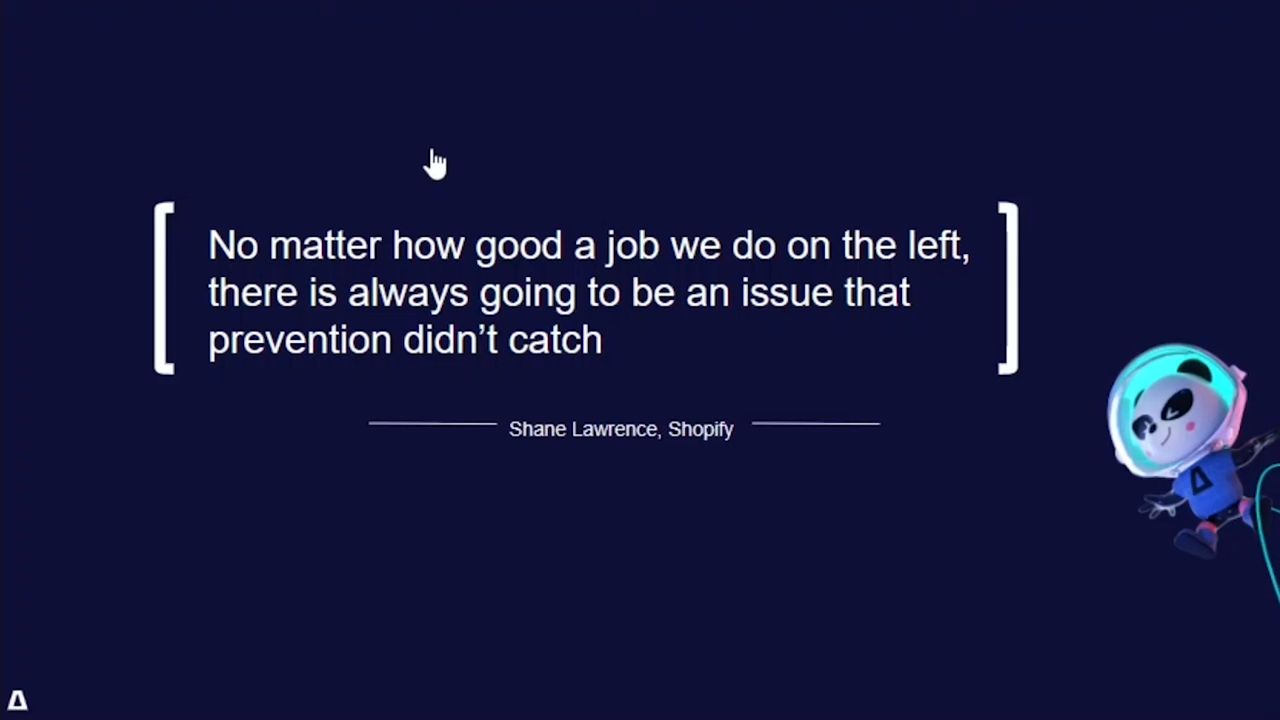 No matter how good a job we do on the left,
there is always going to be an issue that
prevention didn’t catch
Shane Lawrence, Shopify